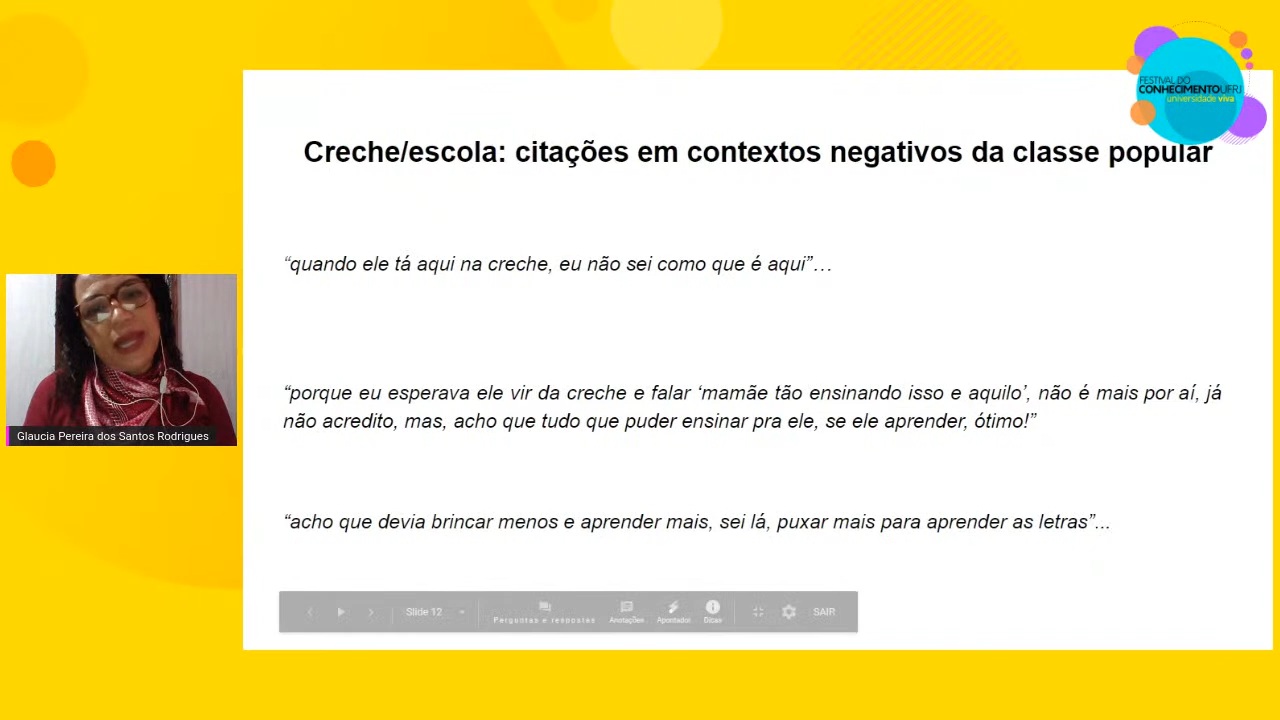 FESTIVAL DO
CONHECIMENTO UFRJ
universidade viva
Creche/escola: citações em contextos negativos da classe popular
“quando ele tá aqui na creche, eu não sei como que é aqui”…
“porque eu esperava ele vir da creche e falar ‘mamãe tão ensinando isso e aquilo’, não é mais por aí, já
não acredito, mas, acho que tudo que puder ensinar pra ele, se ele aprender, ótimo!”
“acho que devia brincar menos e aprender mais, sei lá, puxar mais para aprender as letras”...
Glaucia Pereira dos Santos Rodrigues
Slide 12
Perguntas e respostas
Anotações
Apontador
Dicas
SAIR